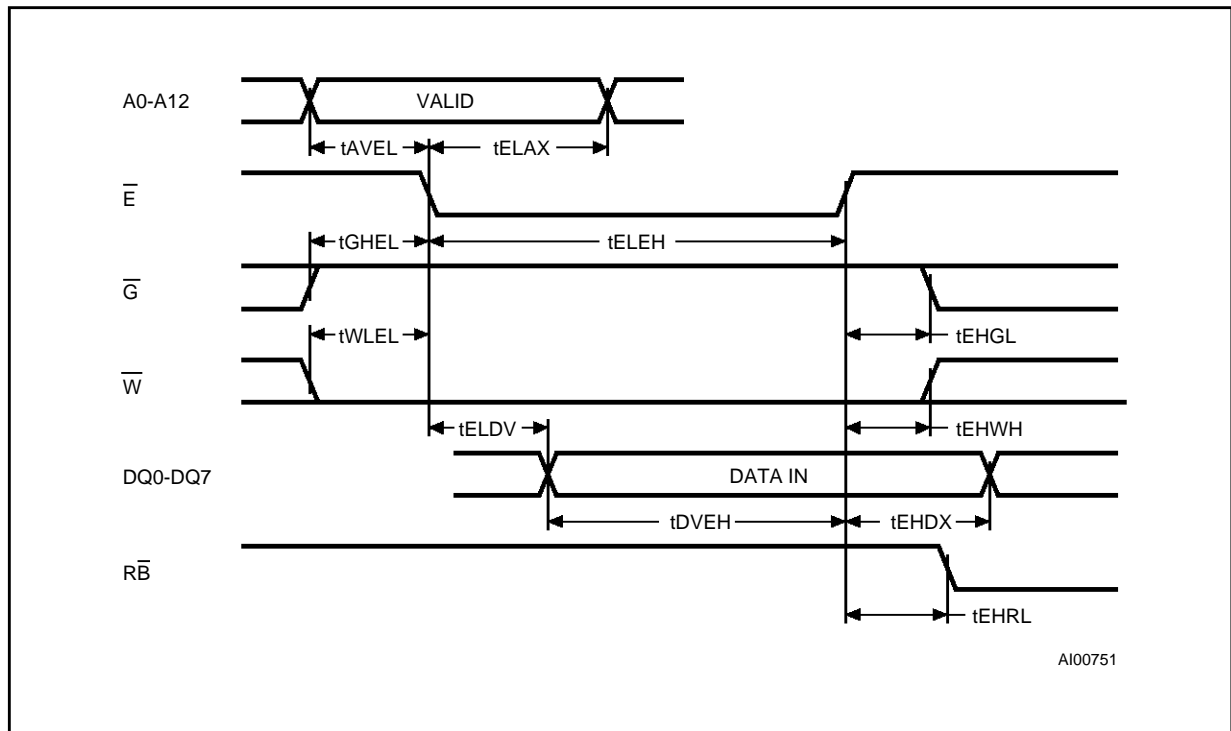 A0-A12
VALID
tAVEL
tELAX
E̅
tGHEL
tELEH
G̅
tWLEL
tEHGL
W̅
tELDV
tEHWH
DQ0-DQ7
DATA IN
tDVEH
tEHDX
RB̅
tEHRL
AI00751